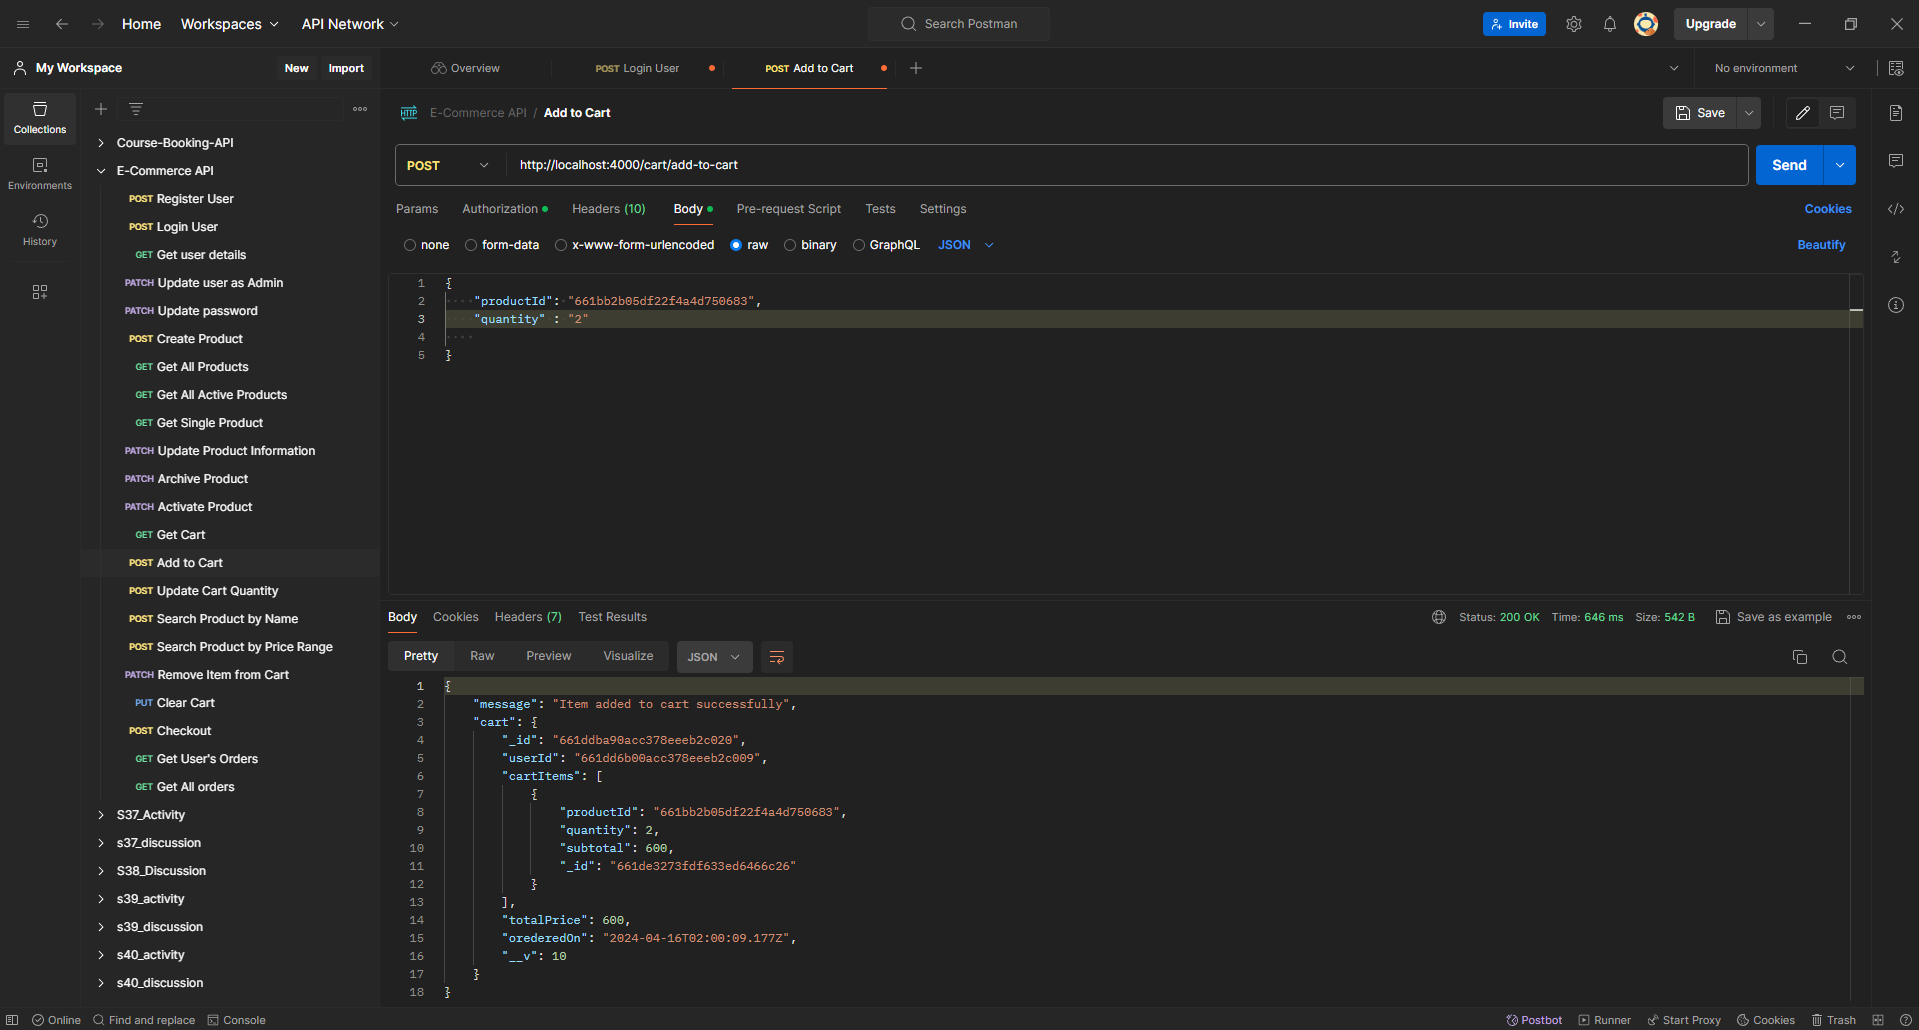 Home Workspaces API Network Search Postman Invite Upgrade
My Workspace New Import Overview POST Login User POST Add to Cart No environment
Collections
Environments
History
Course-Booking-API
E-Commerce API
POST Register User
POST Login User
GET Get user details
PATCH Update user as Admin
PATCH Update password
POST Create Product
GET Get All Products
GET Get All Active Products
GET Get Single Product
PATCH Update Product Information
PATCH Archive Product
PATCH Activate Product
GET Get Cart
POST Add to Cart
POST Update Cart Quantity
POST Search Product by Name
POST Search Product by Price Range
PATCH Remove Item from Cart
PUT Clear Cart
POST Checkout
GET Get User's Orders
GET Get All orders
S37_Activity
s37_discussion
S38_Discussion
s39_activity
s39_discussion
s40_activity
s40_discussion
HTTP E-Commerce API / Add to Cart Save
POST http://localhost:4000/cart/add-to-cart Send
Params Authorization Headers (10) Body Pre-request Script Tests Settings Cookies
none form-data x-www-form-urlencoded raw binary GraphQL JSON Beautify
1 {
2 "productId": "661bb2b05df22f4a4d750683",
3 "quantity" : "2"
4
5 }
Body Cookies Headers (7) Test Results Status: 200 OK Time: 646 ms Size: 542 B Save as example
Pretty Raw Preview Visualize JSON
1 {
2 "message": "Item added to cart successfully",
3 "cart": {
4 "_id": "661ddba90acc378eeeb2c020",
5 "userId": "661dd6b00acc378eeeb2c009",
6 "cartItems": [
7 {
8 "productId": "661bb2b05df22f4a4d750683",
9 "quantity": 2,
10 "subtotal": 600,
11 "_id": "661de3273fdf633ed6466c26"
12 }
13 ],
14 "totalPrice": 600,
15 "orederedOn": "2024-04-16T02:00:09.177Z",
16 "__v": 10
17 }
18 }
Online Find and replace Console Postbot Runner Start Proxy Cookies Trash